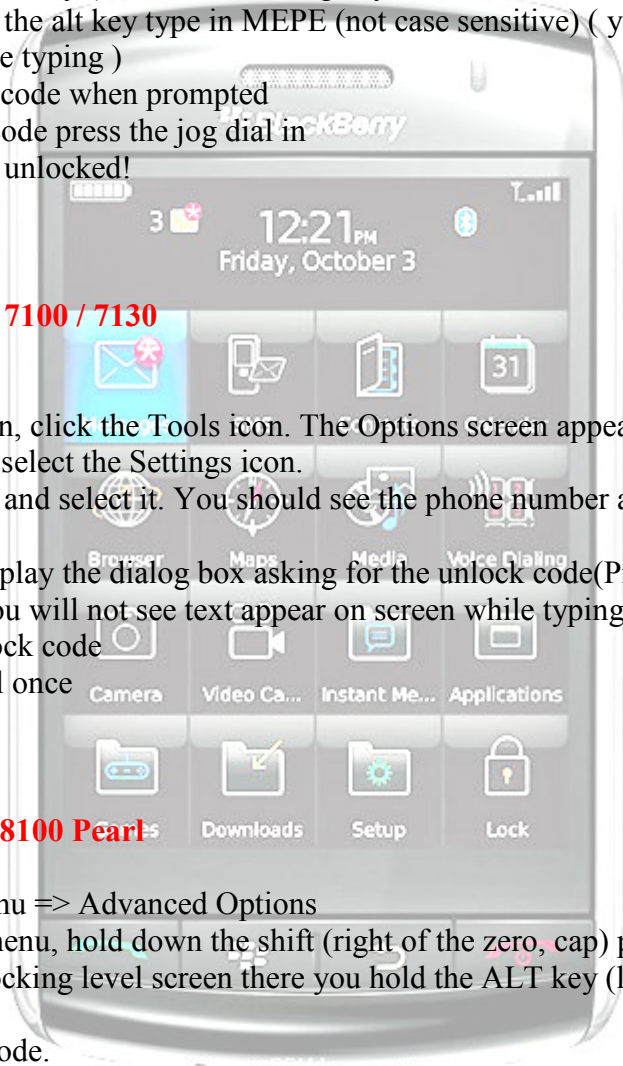 the alt key type in MEPE (not case sensitive) ( y
e typing )
code when prompted
ode press the jog dial in
BlackBerry
unlocked!
3
12:21PM
Friday, October 3
7100 / 7130
31
n, click the Tools icon. The Options screen appea
select the Settings icon.
and select it. You should see the phone number a
Browser Maps Media Voice Dialing
play the dialog box asking for the unlock code(P
ou will not see text appear on screen while typing
ock code
l once
Camera Video Ca... Instant Me... Applications
8100 Pearl
Games Downloads Setup Lock
nu => Advanced Options
menu, hold down the shift (right of the zero, cap) p
ocking level screen there you hold the ALT key (l
ode.